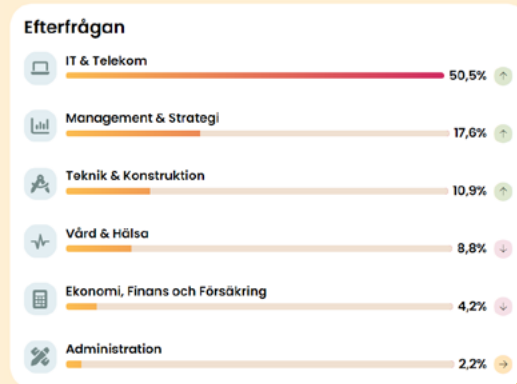 Efterfrågan
IT & Telekom
50,5%
Management & Strategi
17,6%
Teknik & Konstruktion
10,9%
Vård & Hälsa
8,8%
Ekonomi, Finans och Försäkring
4,2%
Administration
2,2%